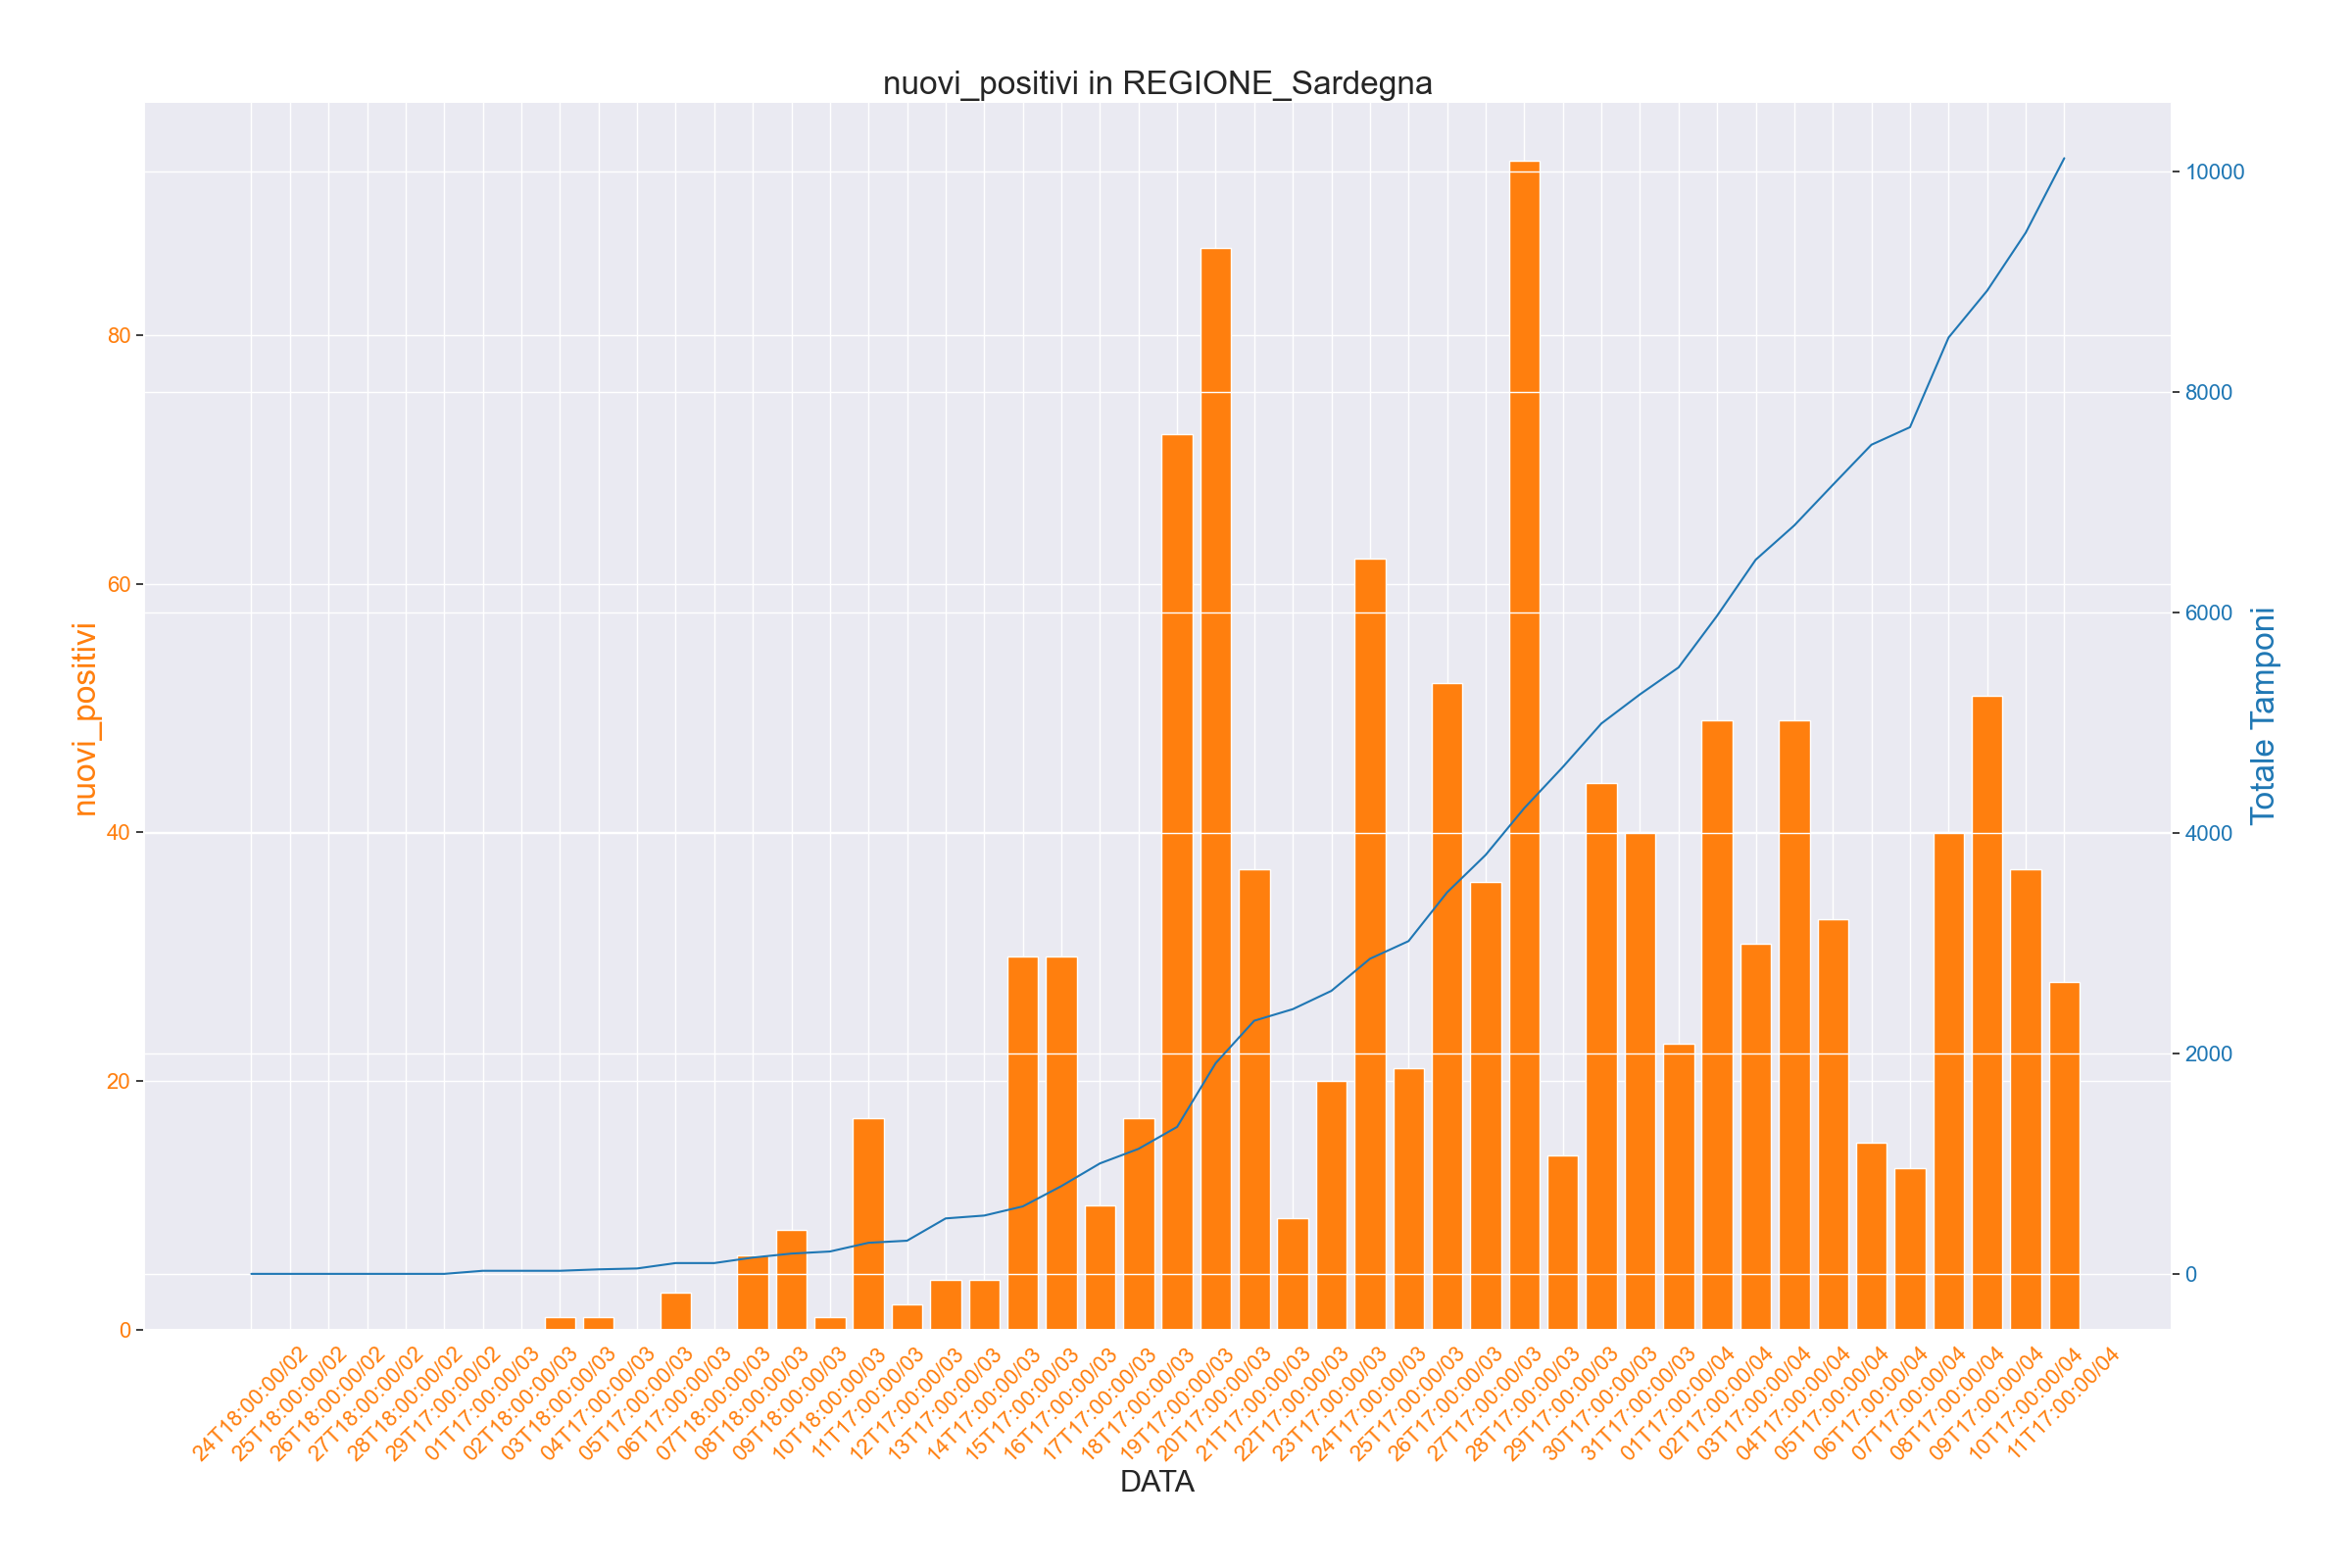 nuovi_positivi in REGIONE_Sardegna
nuovi_positivi
80
60
40
20
0
10000
8000
6000
4000
2000
0
Totale Tamponi
24T18:00:00/02
25T18:00:00/02
26T18:00:00/02
27T18:00:00/02
28T18:00:00/02
29T17:00:00/02
01T17:00:00/03
02T18:00:00/03
03T18:00:00/03
04T17:00:00/03
05T17:00:00/03
06T17:00:00/03
07T18:00:00/03
08T18:00:00/03
09T18:00:00/03
10T18:00:00/03
11T17:00:00/03
12T17:00:00/03
13T17:00:00/03
14T17:00:00/03
15T17:00:00/03
16T17:00:00/03
17T17:00:00/03
18T17:00:00/03
19T17:00:00/03
20T17:00:00/03
21T17:00:00/03
22T17:00:00/03
23T17:00:00/03
24T17:00:00/03
25T17:00:00/03
26T17:00:00/03
27T17:00:00/03
28T17:00:00/03
29T17:00:00/03
30T17:00:00/03
31T17:00:00/03
01T17:00:00/04
02T17:00:00/04
03T17:00:00/04
04T17:00:00/04
05T17:00:00/04
06T17:00:00/04
07T17:00:00/04
08T17:00:00/04
09T17:00:00/04
10T17:00:00/04
11T17:00:00/04
DATA